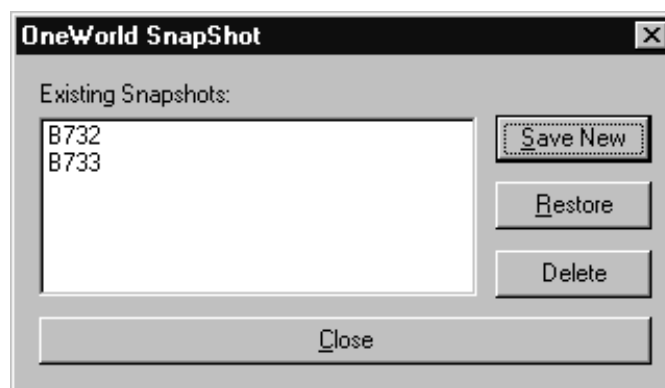 OneWorld SnapShot
Existing Snapshots:
B732
B733
Save New
Restore
Delete
Close